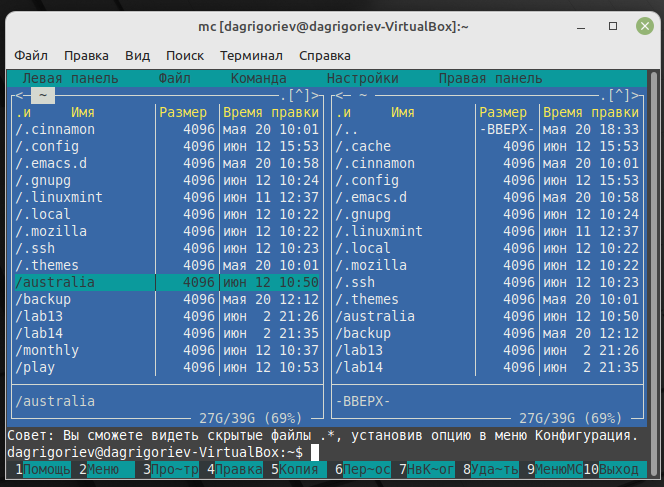 mc [dagrigoriev@dagrigoriev-VirtualBox]:~
Файл Правка Вид Поиск Терминал Справка
Левая панель Файл Команда Настройки Правая панель
<─ ~ .[^]> <─ ~ .[^]>
.и Имя Размер Время правки .и Имя Размер Время правки
/.cinnamon 4096 мая 20 10:01 /.. -ВВЕРХ- мая 20 18:33
/.config 4096 июн 12 15:53 /.cache 4096 июн 12 15:53
/.emacs.d 4096 мая 20 10:58 /.cinnamon 4096 мая 20 10:01
/.gnupg 4096 июн 12 10:24 /.config 4096 июн 12 15:53
/.linuxmint 4096 июн 11 12:37 /.emacs.d 4096 мая 20 10:58
/.local 4096 июн 12 10:22 /.gnupg 4096 июн 12 10:24
/.mozilla 4096 июн 12 10:22 /.linuxmint 4096 июн 11 12:37
/.ssh 4096 июн 12 10:23 /.local 4096 июн 12 10:22
/.themes 4096 мая 20 10:01 /.mozilla 4096 июн 12 10:22
/australia 4096 июн 12 10:50 /.ssh 4096 июн 12 10:23
/backup 4096 мая 20 12:12 /.themes 4096 мая 20 10:01
/lab13 4096 июн 2 21:26 /australia 4096 июн 12 10:50
/lab14 4096 июн 2 21:35 /backup 4096 мая 20 12:12
/monthly 4096 июн 12 10:37 /lab13 4096 июн 2 21:26
/play 4096 июн 12 10:53 /lab14 4096 июн 2 21:35
/australia -ВВЕРХ-
27G/39G (69%) 27G/39G (69%)
Совет: Вы сможете видеть скрытые файлы .*, установив опцию в меню Конфигурация.
dagrigoriev@dagrigoriev-VirtualBox:~$
1Помощь 2Меню 3Про~тр 4Правка 5Копия 6Пер~ос 7НвК~ог 8Уда~ть 9МенюMC 10Выход